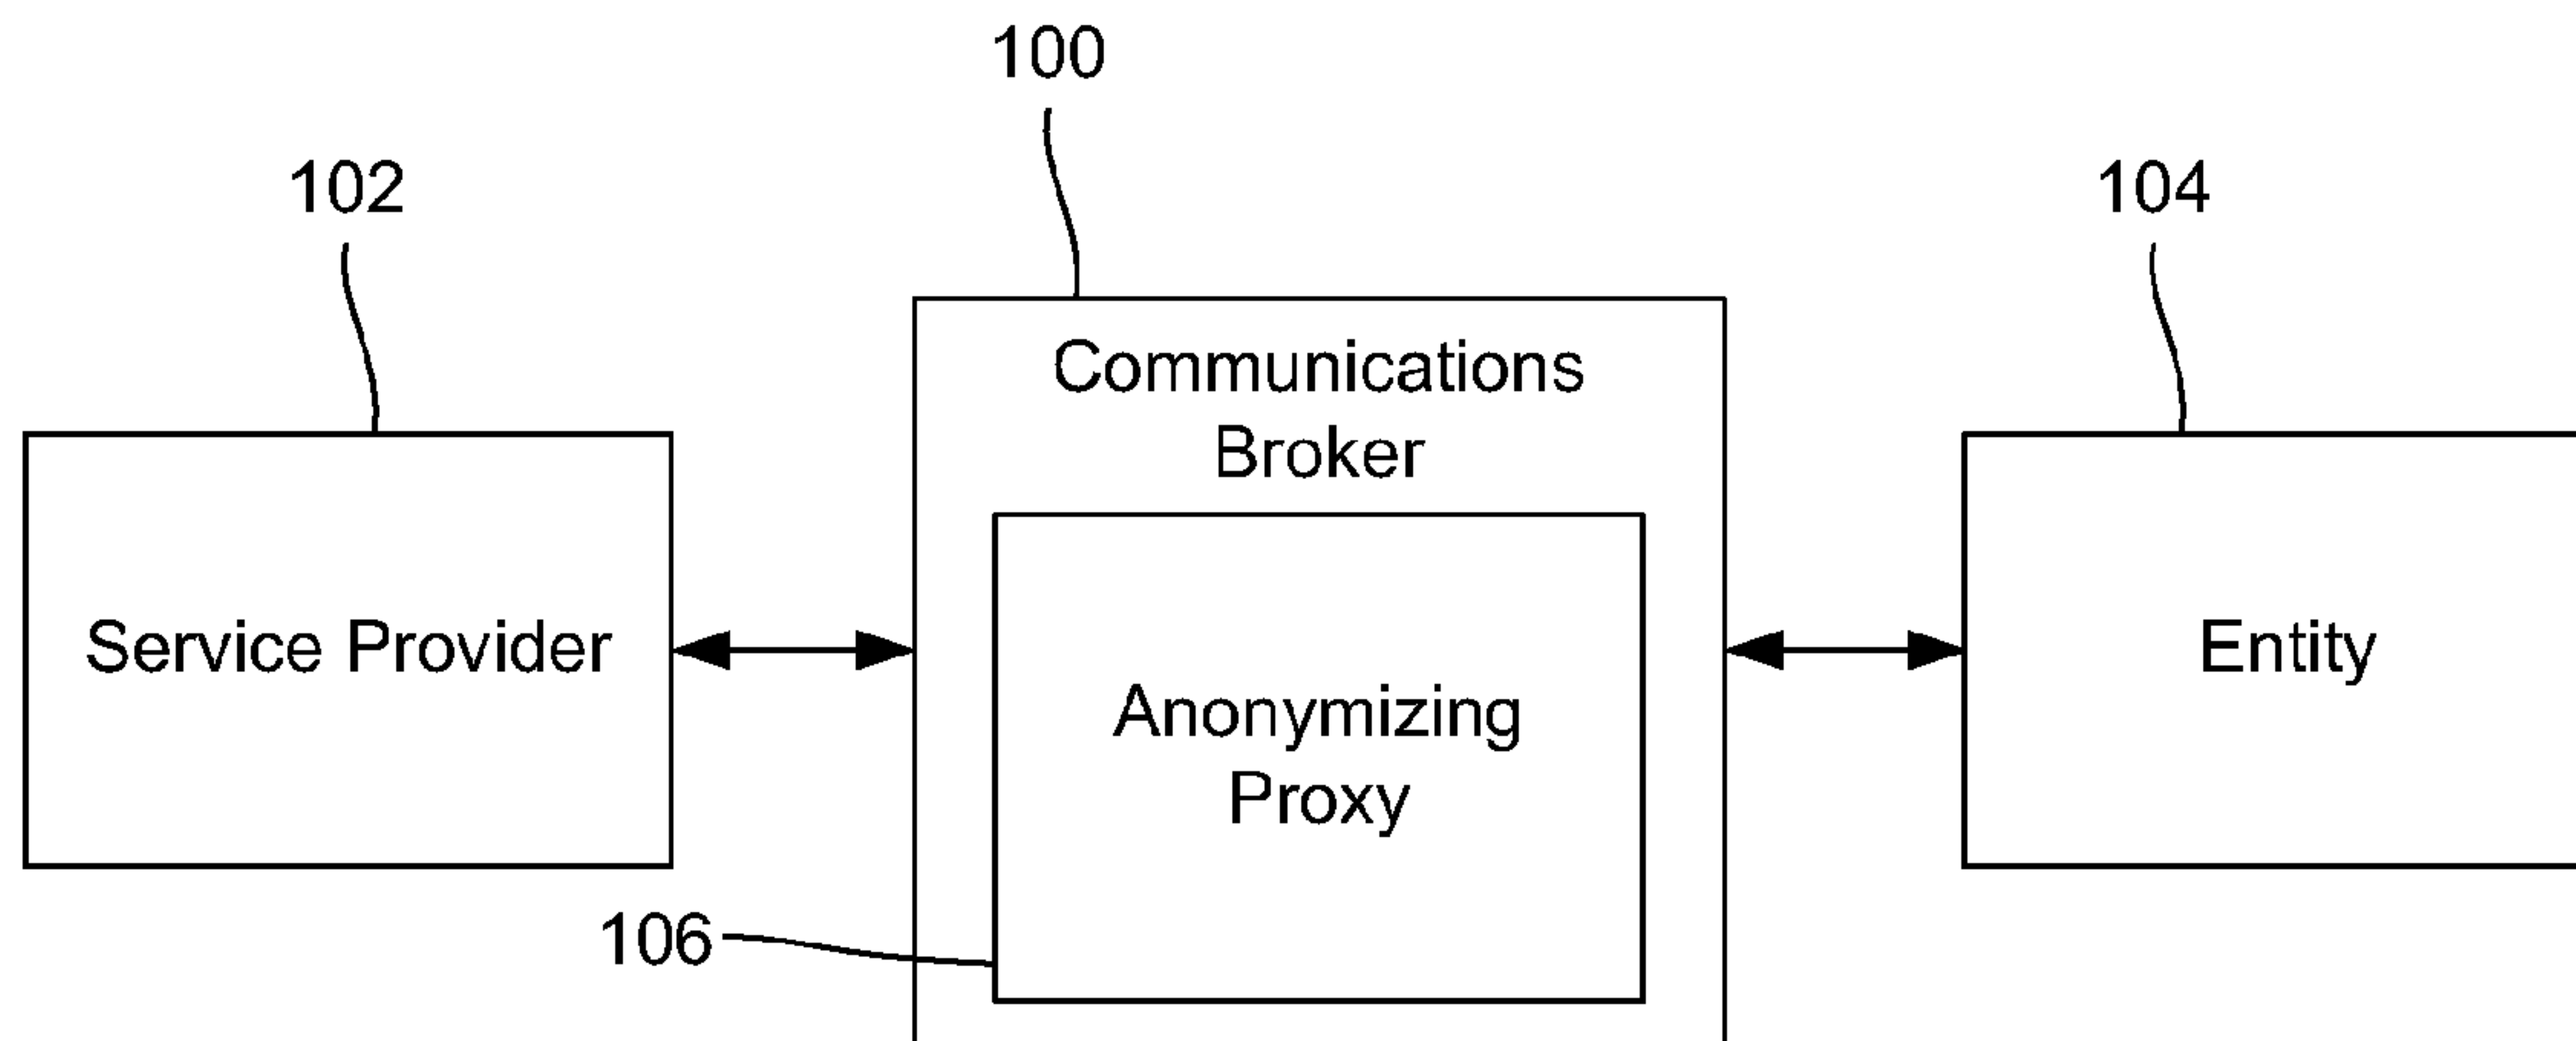 100
102
104
Communications
Broker
Service Provider
Entity
Anonymizing
Proxy
106